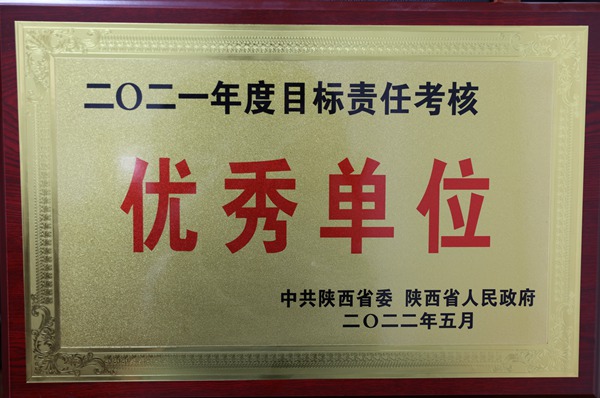 二〇二一年度目标责任考核
优秀单位
中共陕西省委 陕西省人民政府
二〇二二年五月